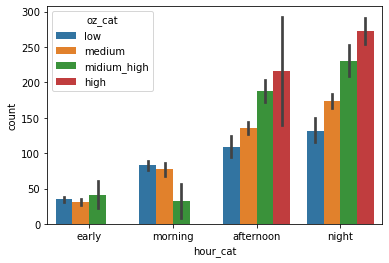 oz_cat
low
medium
midium_high
high
300
250
200
150
100
50
0
count
early morning afternoon night
hour_cat